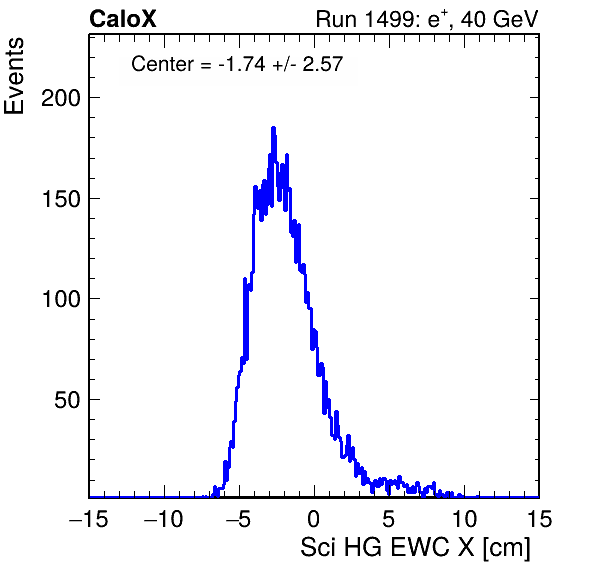 CaloX Run 1499: e+, 40 GeV
Center = -1.74 +/- 2.57
Events
200
150
100
50
−15 −10 −5 0 5 10 15
Sci HG EWC X [cm]